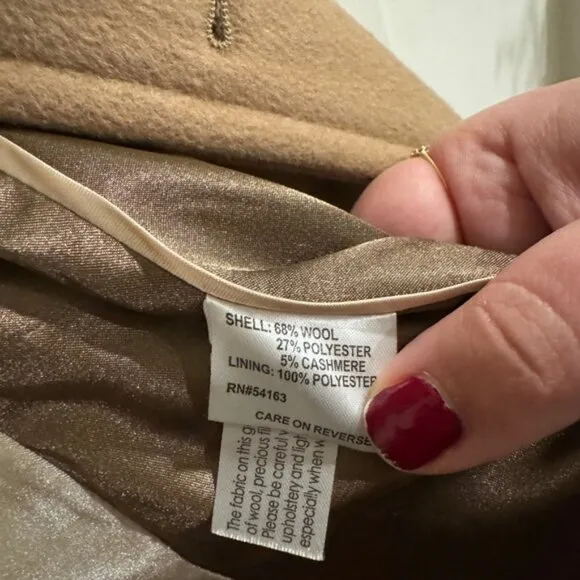 SHELL: 68% WOOL
27% POLYESTER
5% CASHMERE
LINING: 100% POLYESTER
RN#54163
CARE ON REVERSE
The fabric on this
of wool, precious
Please be careful
upholstery and
especially when